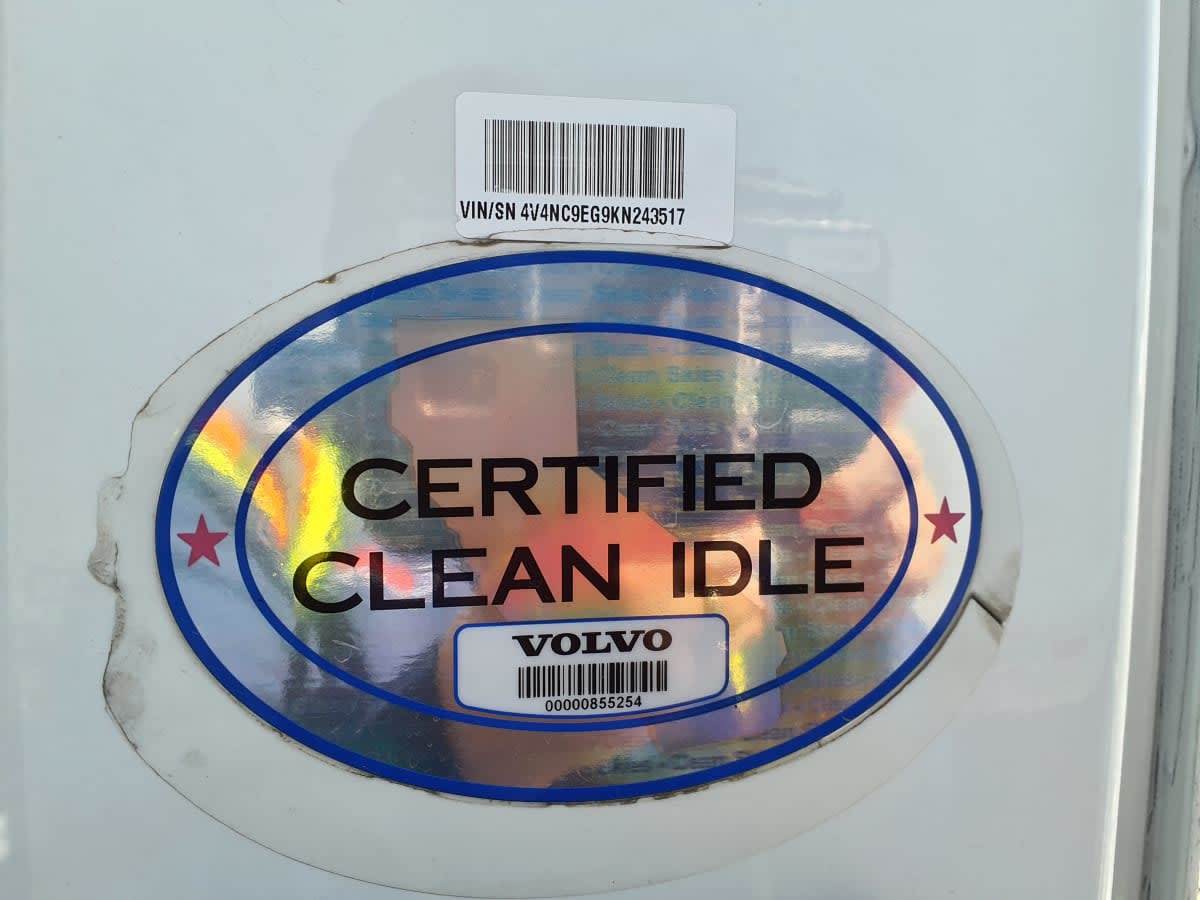 VIN/SN 4V4NC9EG9KN243517
CERTIFIED
CLEAN IDLE
VOLVO
00000855254